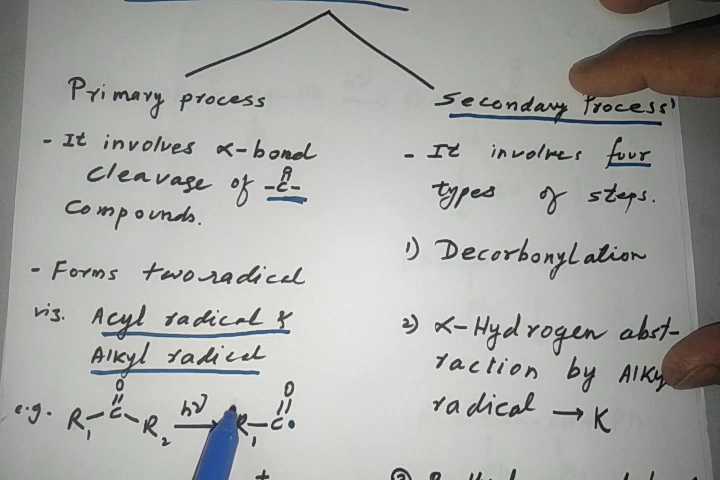 Primary process
- It involves α-bond
cleavage of -C-
O
compounds.
- Forms two radical
viz. Acyl radical &
Alkyl radical
O
e.g. R₁-C-R₂ hν → R₁-C•
O
+
Secondary Process'
- It involves four
types of steps.
1) Decorbonylation
2) α-Hydrogen abst-
raction by Alky
radical → K